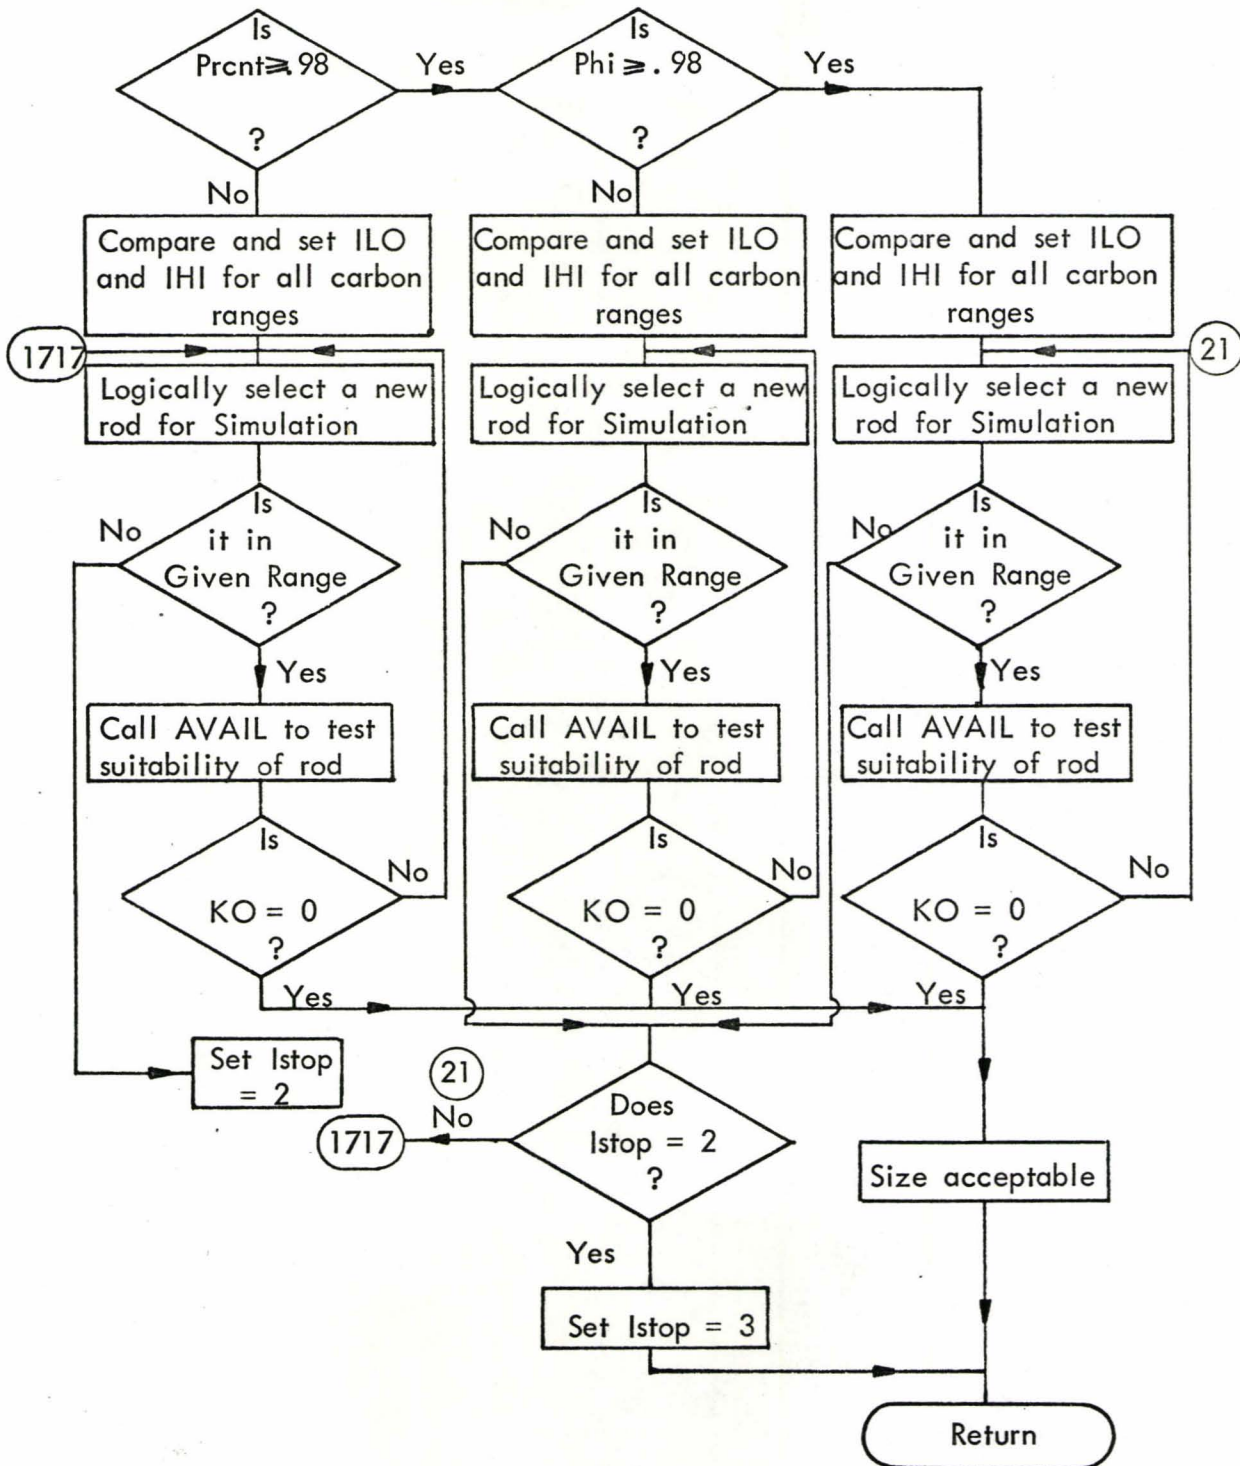 Is
Prcnt ≥ .98
?
Yes
Is
Phi ≥ .98
?
Yes
No
No
Compare and set ILO
and IHI for all carbon
ranges
Compare and set ILO
and IHI for all carbon
ranges
Compare and set ILO
and IHI for all carbon
ranges
1717
21
Logically select a new
rod for Simulation
Logically select a new
rod for Simulation
Logically select a new
rod for Simulation
No
Is
it in
Given Range
?
No
Is
it in
Given Range
?
No
Is
it in
Given Range
?
Yes
Yes
Yes
Call AVAIL to test
suitability of rod
Call AVAIL to test
suitability of rod
Call AVAIL to test
suitability of rod
Is
KO = 0
?
No
Is
KO = 0
?
No
Is
KO = 0
?
No
Yes
Yes
Yes
Set Istop
= 2
21
No
1717
Does
Istop = 2
?
Size acceptable
Yes
Set Istop = 3
Return